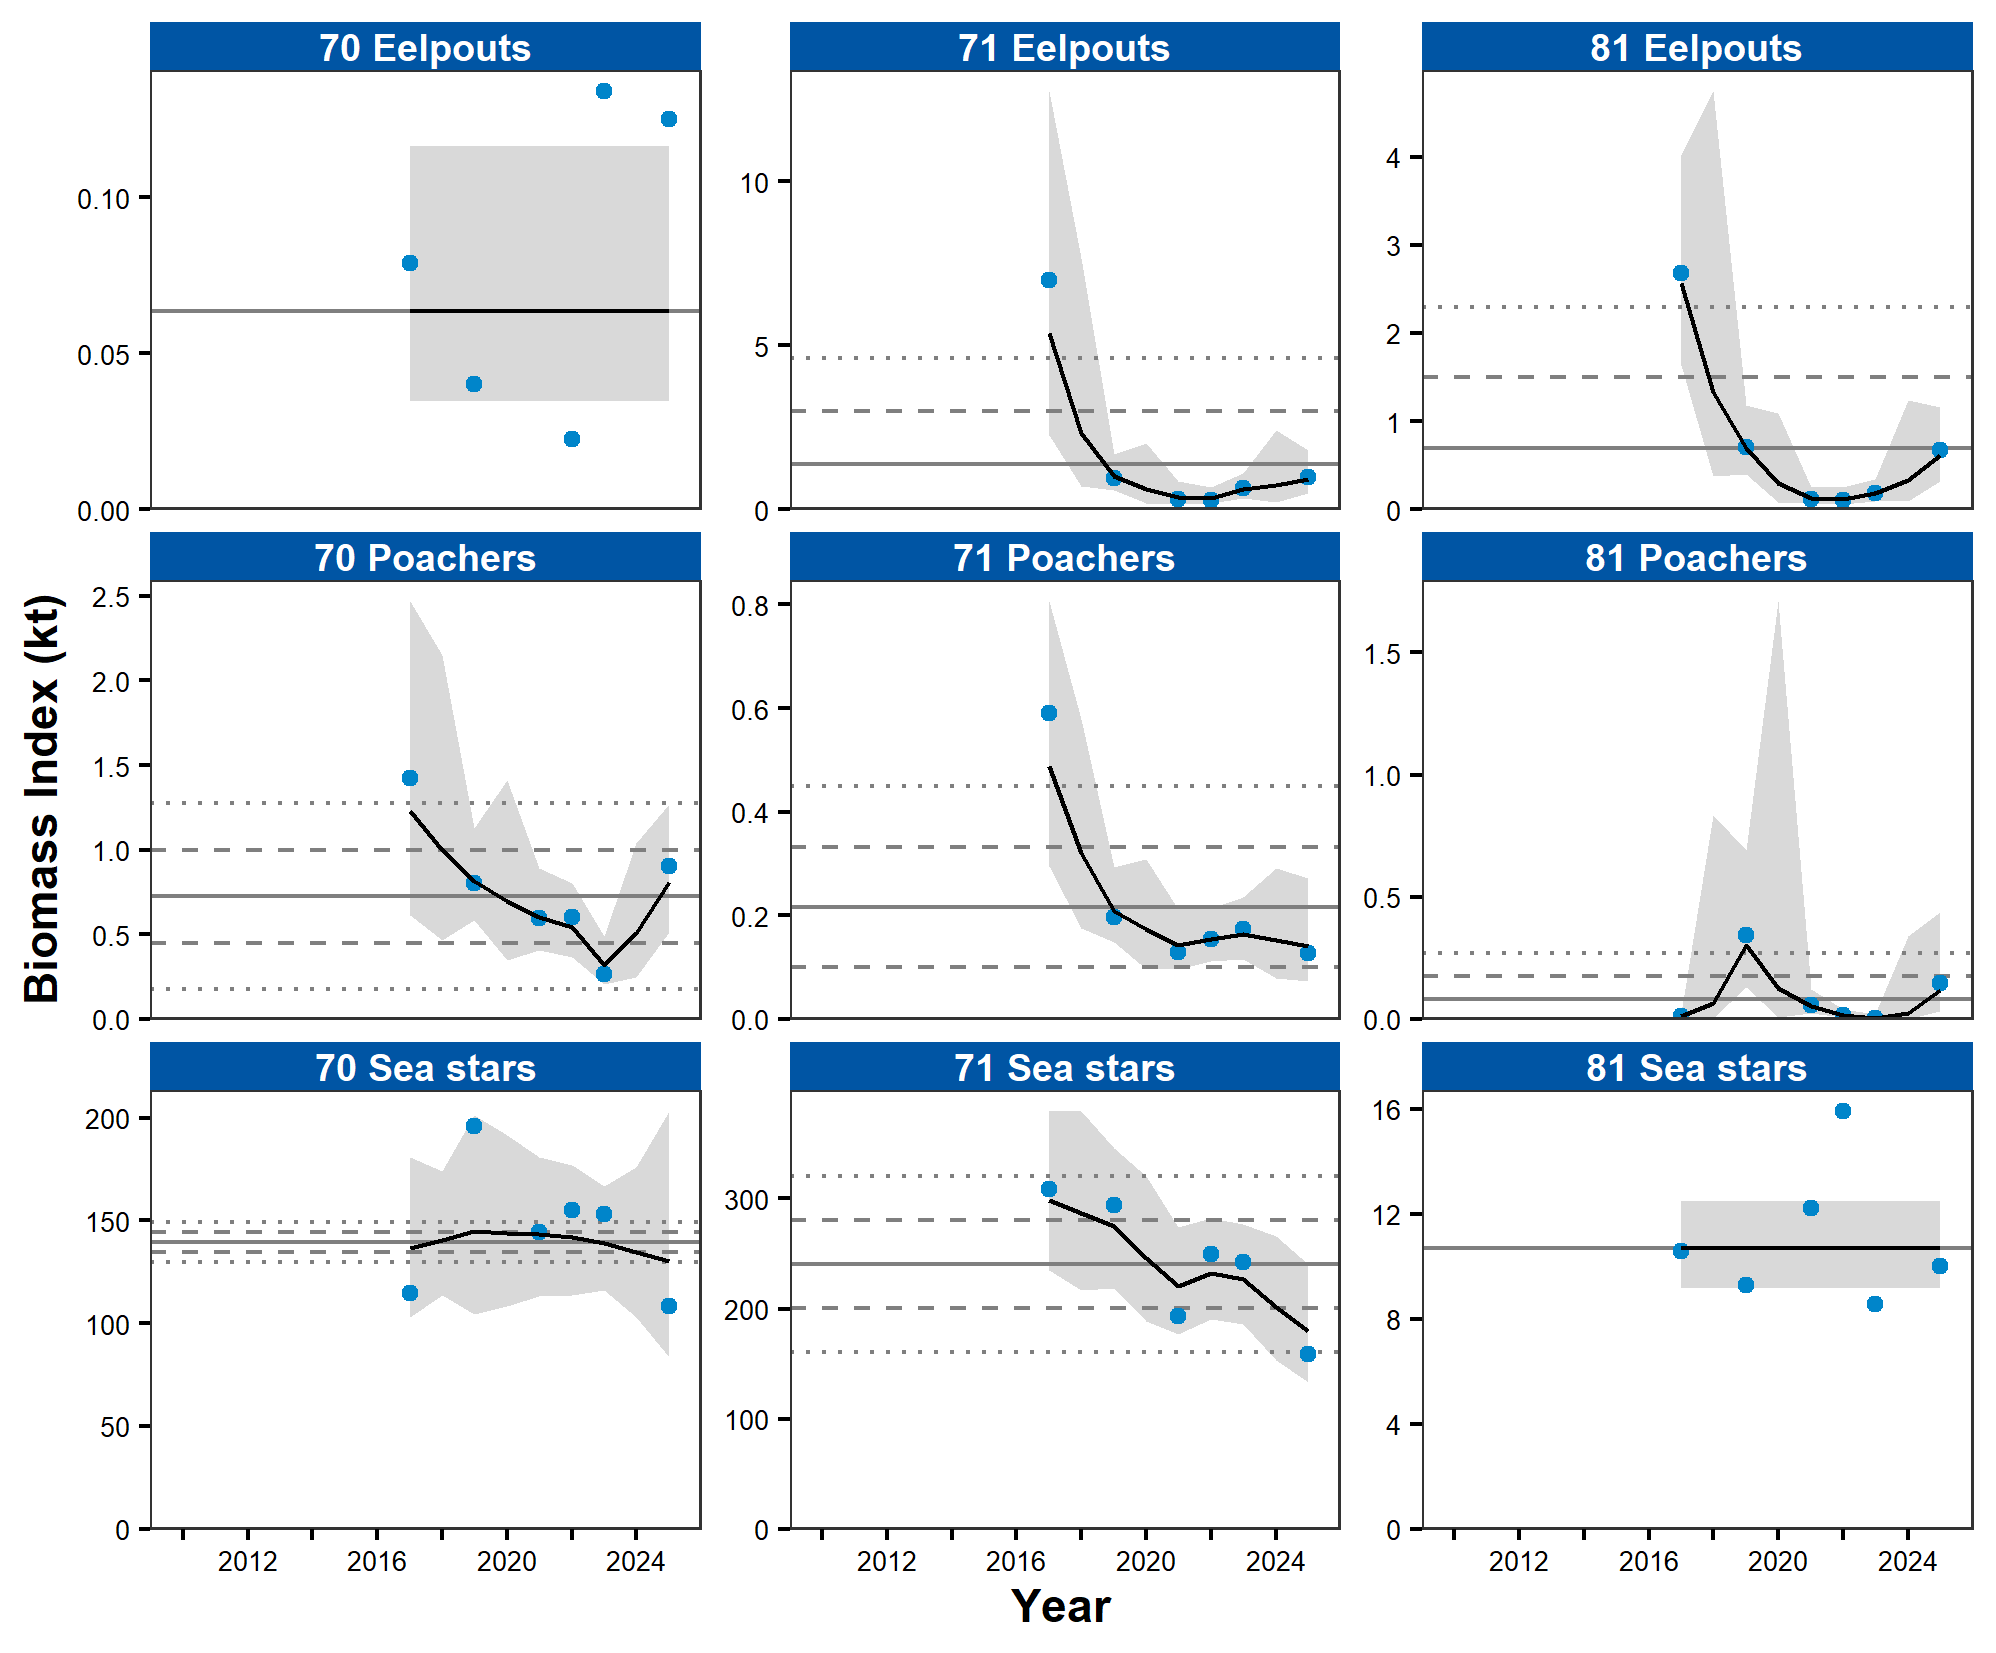 70 Eelpouts
71 Eelpouts
81 Eelpouts
0.10
0.05
0.00
10
5
0
4
3
2
1
0
70 Poachers
71 Poachers
81 Poachers
2.5
2.0
1.5
1.0
0.5
0.0
0.8
0.6
0.4
0.2
0.0
1.5
1.0
0.5
0.0
Biomass Index (kt)
70 Sea stars
71 Sea stars
81 Sea stars
200
150
100
50
0
300
200
100
0
16
12
8
4
0
2012 2016 2020 2024
2012 2016 2020 2024
2012 2016 2020 2024
Year